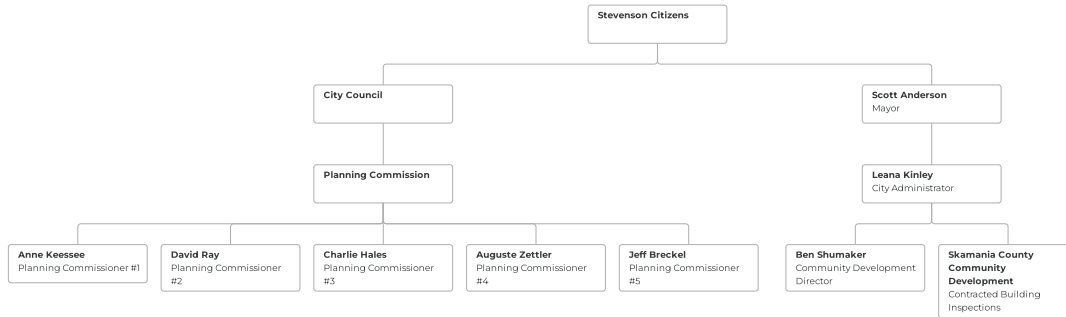 Stevenson Citizens
City Council
Scott Anderson
Mayor
Planning Commission
Leana Kinley
City Administrator
Anne Keessee
Planning Commissioner #1
David Ray
Planning Commissioner
#2
Charlie Hales
Planning Commissioner
#3
Auguste Zettler
Planning Commissioner
#4
Jeff Breckel
Planning Commissioner
#5
Ben Shumaker
Community Development
Director
Skamania County
Community
Development
Contracted Building
Inspections